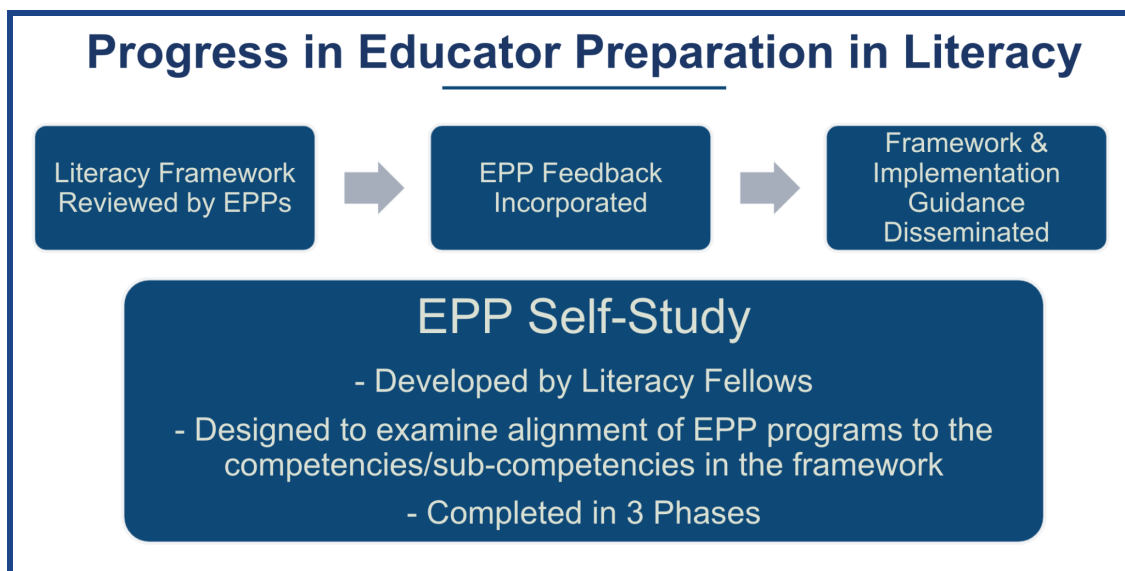 Progress in Educator Preparation in Literacy
Literacy Framework
Reviewed by EPPs
EPP Feedback
Incorporated
Framework &
Implementation
Guidance
Disseminated
EPP Self-Study
- Developed by Literacy Fellows
- Designed to examine alignment of EPP programs to the
competencies/sub-competencies in the framework
- Completed in 3 Phases